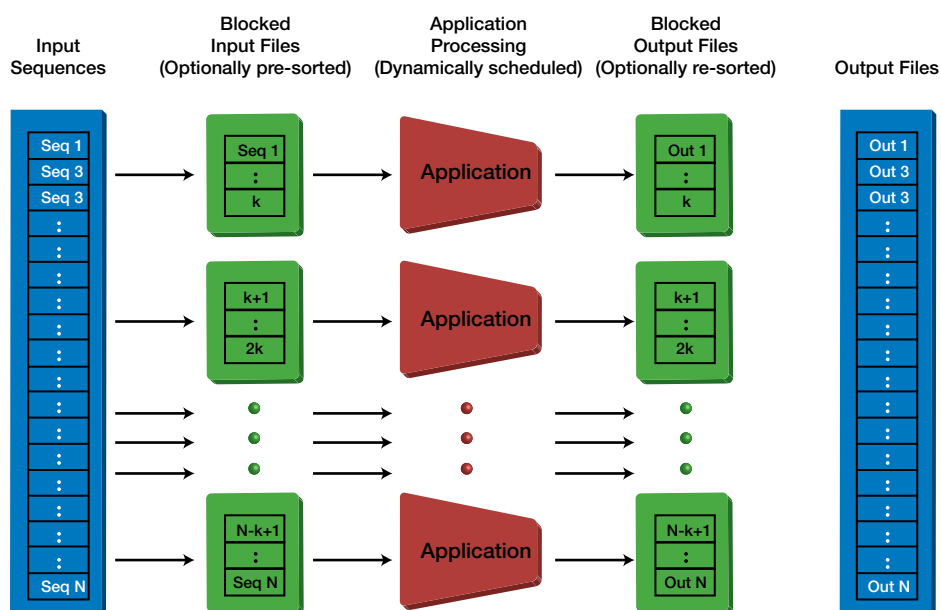 Input
Sequences
Blocked
Input Files
(Optionally pre-sorted)
Application
Processing
(Dynamically scheduled)
Blocked
Output Files
(Optionally re-sorted)
Output Files
Seq 1
Seq 3
Seq 3
:
:
:
:
:
:
:
:
:
:
:
:
:
:
Seq N
Seq 1
:
k
Application
Out 1
:
k
k+1
:
2k
Application
k+1
:
2k
N-k+1
:
Seq N
Application
N-k+1
:
Out N
Out 1
Out 3
Out 3
:
:
:
:
:
:
:
:
:
:
:
:
:
:
Out N